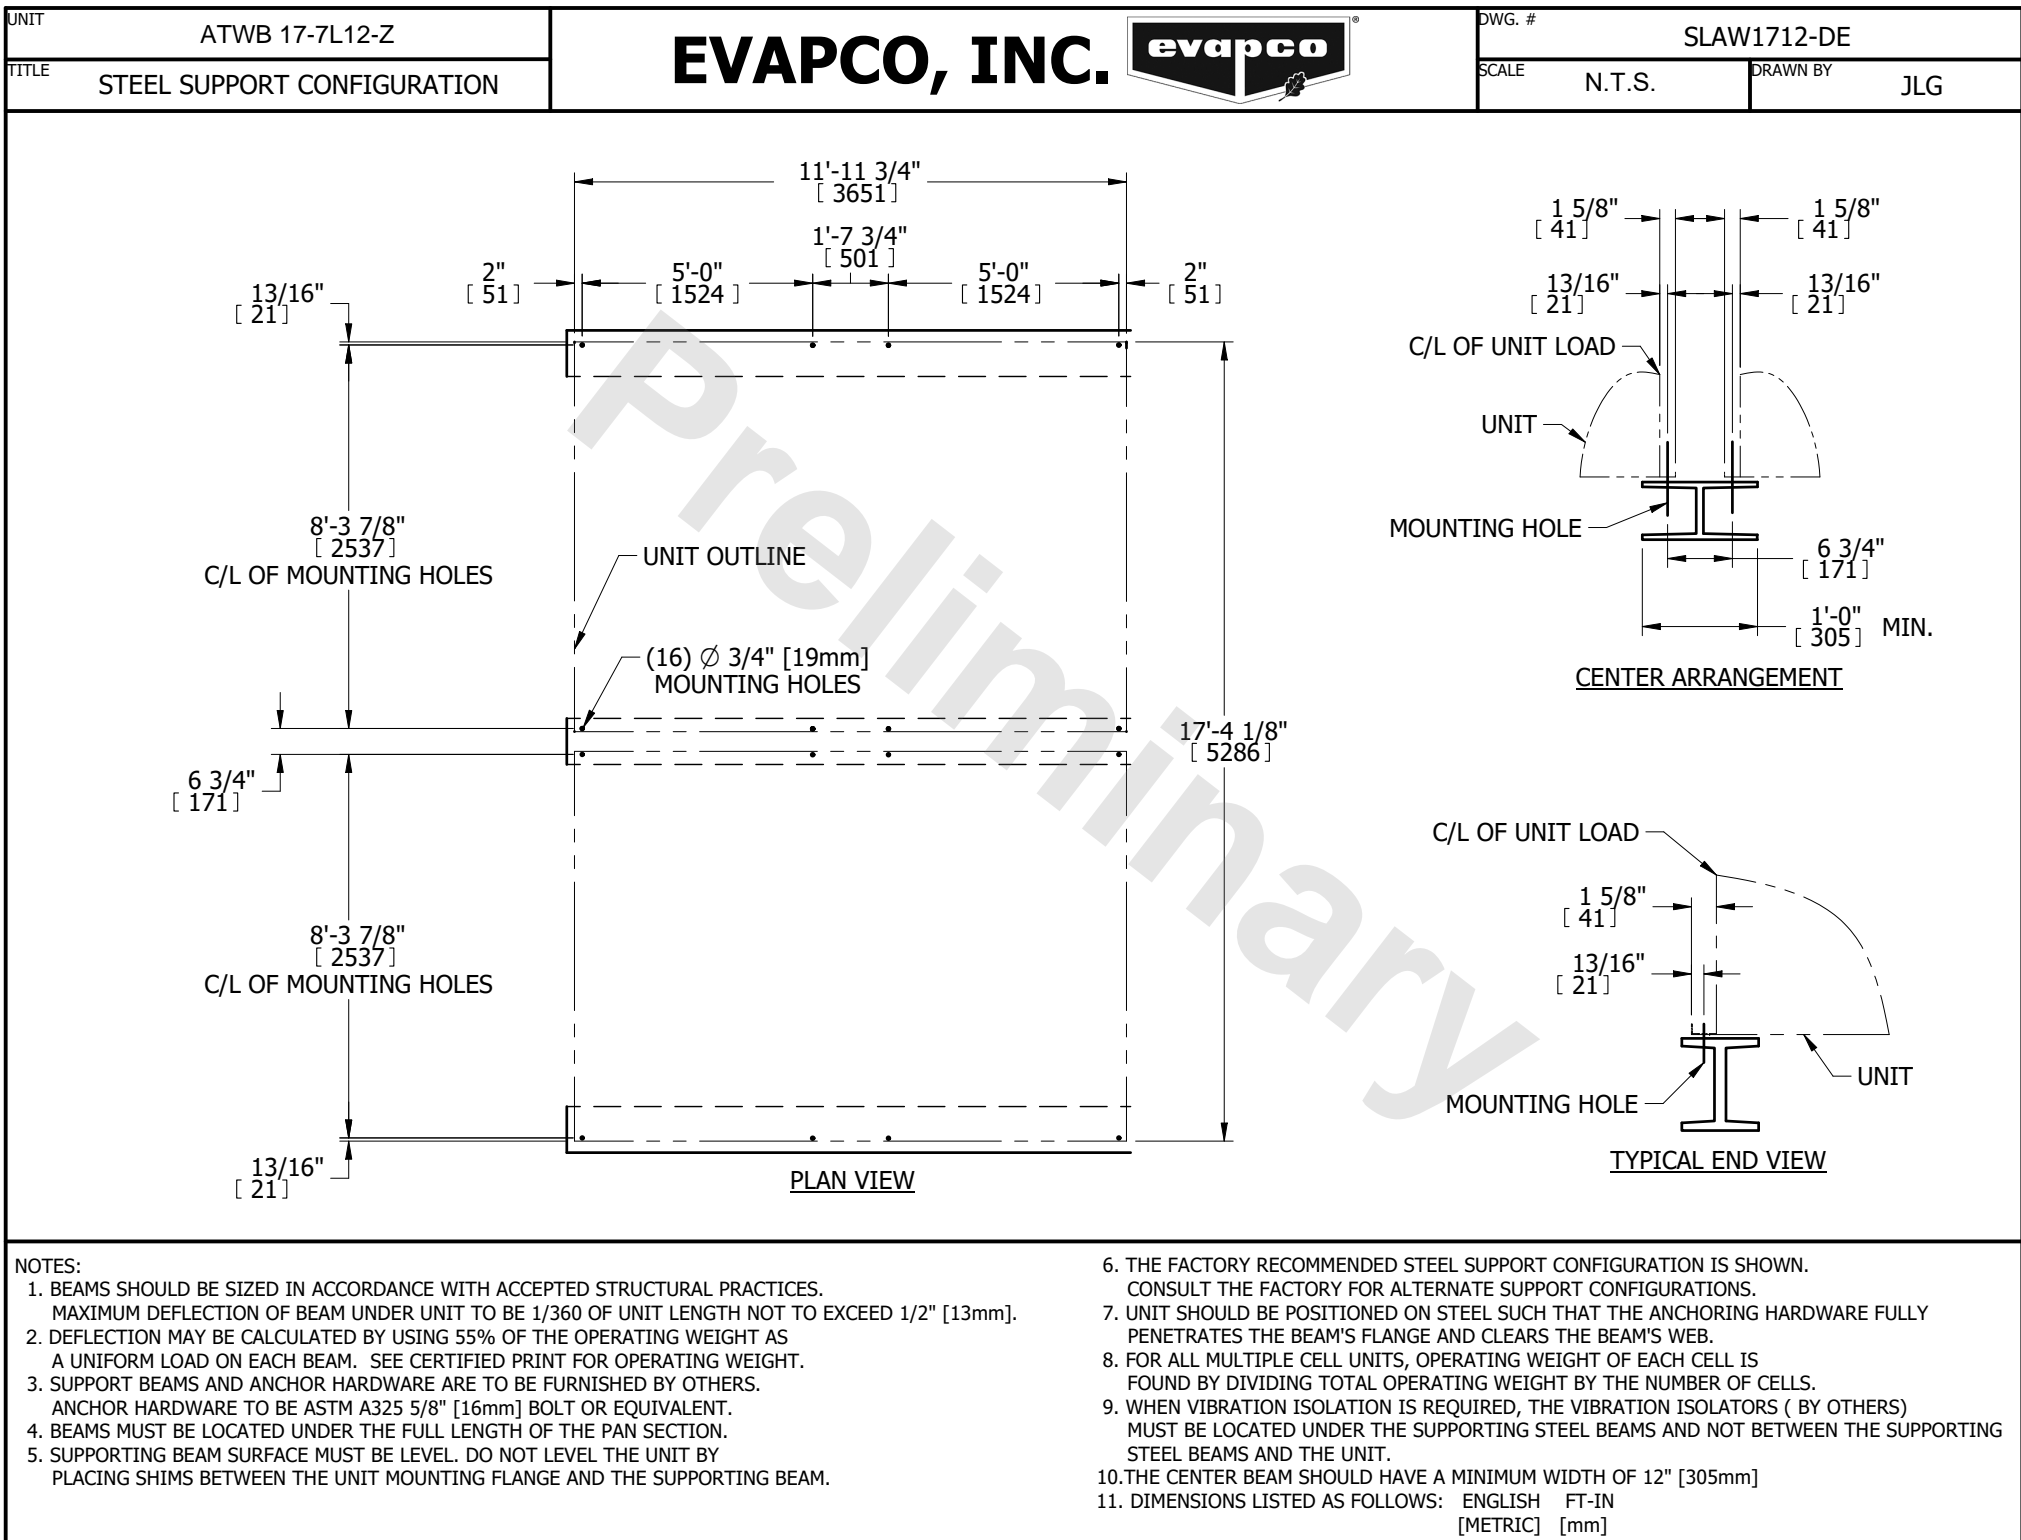 UNIT
ATWB 17-7L12-Z
TITLE
STEEL SUPPORT CONFIGURATION
EVAPCO, INC.
evapco®
DWG. #
SLAW1712-DE
SCALE
N.T.S.
DRAWN BY
JLG
11'-11 3/4"
[ 3651]
1'-7 3/4"
[ 501 ]
2"
[ 51]
5'-0"
[ 1524 ]
5'-0"
[ 1524]
2"
[ 51]
13/16"
[ 21]
8'-3 7/8"
[ 2537]
C/L OF MOUNTING HOLES
UNIT OUTLINE
(16) Ø 3/4" [19mm]
MOUNTING HOLES
6 3/4"
[ 171]
17'-4 1/8"
[ 5286]
8'-3 7/8"
[ 2537]
C/L OF MOUNTING HOLES
13/16"
[ 21]
PLAN VIEW
Preliminary
1 5/8"
[ 41]
1 5/8"
[ 41]
13/16"
[ 21]
13/16"
[ 21]
C/L OF UNIT LOAD
UNIT
MOUNTING HOLE
6 3/4"
[ 171]
1'-0"
[ 305] MIN.
CENTER ARRANGEMENT
C/L OF UNIT LOAD
1 5/8"
[ 41]
13/16"
[ 21]
UNIT
MOUNTING HOLE
TYPICAL END VIEW
NOTES:
1. BEAMS SHOULD BE SIZED IN ACCORDANCE WITH ACCEPTED STRUCTURAL PRACTICES.
MAXIMUM DEFLECTION OF BEAM UNDER UNIT TO BE 1/360 OF UNIT LENGTH NOT TO EXCEED 1/2" [13mm].
2. DEFLECTION MAY BE CALCULATED BY USING 55% OF THE OPERATING WEIGHT AS
A UNIFORM LOAD ON EACH BEAM. SEE CERTIFIED PRINT FOR OPERATING WEIGHT.
3. SUPPORT BEAMS AND ANCHOR HARDWARE ARE TO BE FURNISHED BY OTHERS.
ANCHOR HARDWARE TO BE ASTM A325 5/8" [16mm] BOLT OR EQUIVALENT.
4. BEAMS MUST BE LOCATED UNDER THE FULL LENGTH OF THE PAN SECTION.
5. SUPPORTING BEAM SURFACE MUST BE LEVEL. DO NOT LEVEL THE UNIT BY
PLACING SHIMS BETWEEN THE UNIT MOUNTING FLANGE AND THE SUPPORTING BEAM.
6. THE FACTORY RECOMMENDED STEEL SUPPORT CONFIGURATION IS SHOWN.
CONSULT THE FACTORY FOR ALTERNATE SUPPORT CONFIGURATIONS.
7. UNIT SHOULD BE POSITIONED ON STEEL SUCH THAT THE ANCHORING HARDWARE FULLY
PENETRATES THE BEAM'S FLANGE AND CLEARS THE BEAM'S WEB.
8. FOR ALL MULTIPLE CELL UNITS, OPERATING WEIGHT OF EACH CELL IS
FOUND BY DIVIDING TOTAL OPERATING WEIGHT BY THE NUMBER OF CELLS.
9. WHEN VIBRATION ISOLATION IS REQUIRED, THE VIBRATION ISOLATORS ( BY OTHERS)
MUST BE LOCATED UNDER THE SUPPORTING STEEL BEAMS AND NOT BETWEEN THE SUPPORTING
STEEL BEAMS AND THE UNIT.
10.THE CENTER BEAM SHOULD HAVE A MINIMUM WIDTH OF 12" [305mm]
11. DIMENSIONS LISTED AS FOLLOWS: ENGLISH FT-IN
[METRIC] [mm]